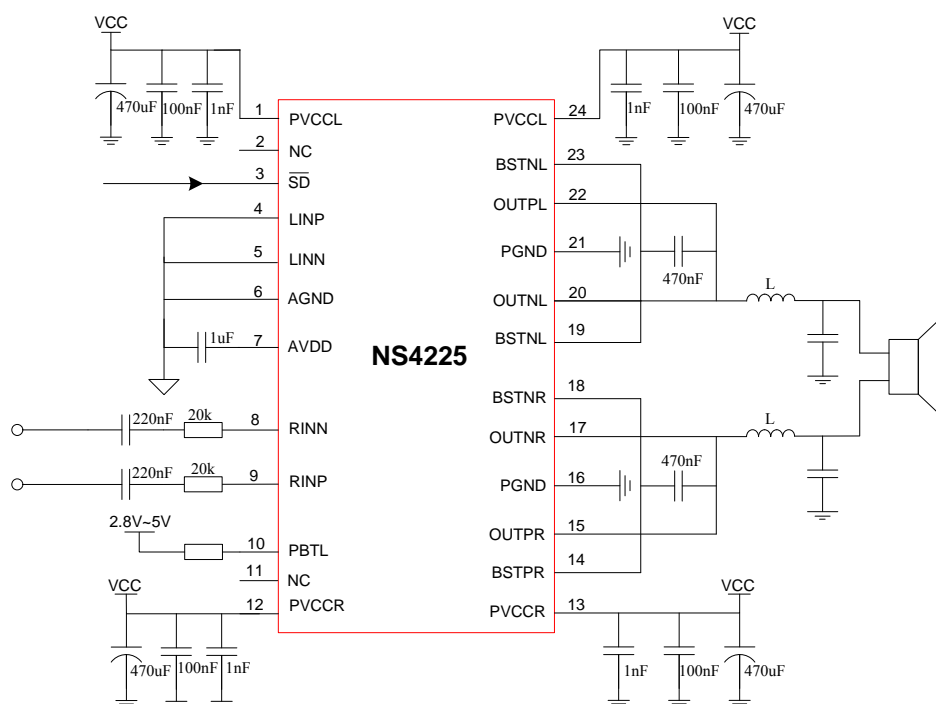 VCC
VCC
470uF
100nF
1nF
1nF
100nF
470uF
1
PVCCL
PVCCL
24
2
NC
BSTNL
23
3
SD
OUTPL
22
4
LINP
PGND
21
470nF
5
LINN
OUTNL
20
L
6
AGND
BSTNL
19
1uF
7
AVDD
NS4225
BSTNR
18
220nF
20k
8
RINN
OUTNR
17
L
470nF
220nF
20k
9
RINP
PGND
16
2.8V~5V
OUTPR
15
10
PBTL
BSTPR
14
11
NC
VCC
VCC
12
PVCCR
PVCCR
13
470uF
100nF
1nF
1nF
100nF
470uF